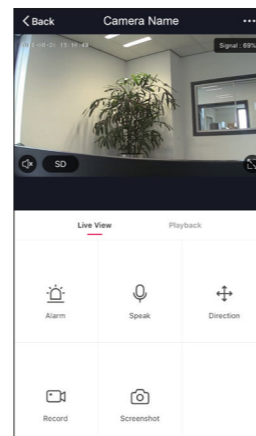 Back Camera Name
Signal : 69%
SD
Live View Playback
Alarm Speak Direction
Record Screenshot